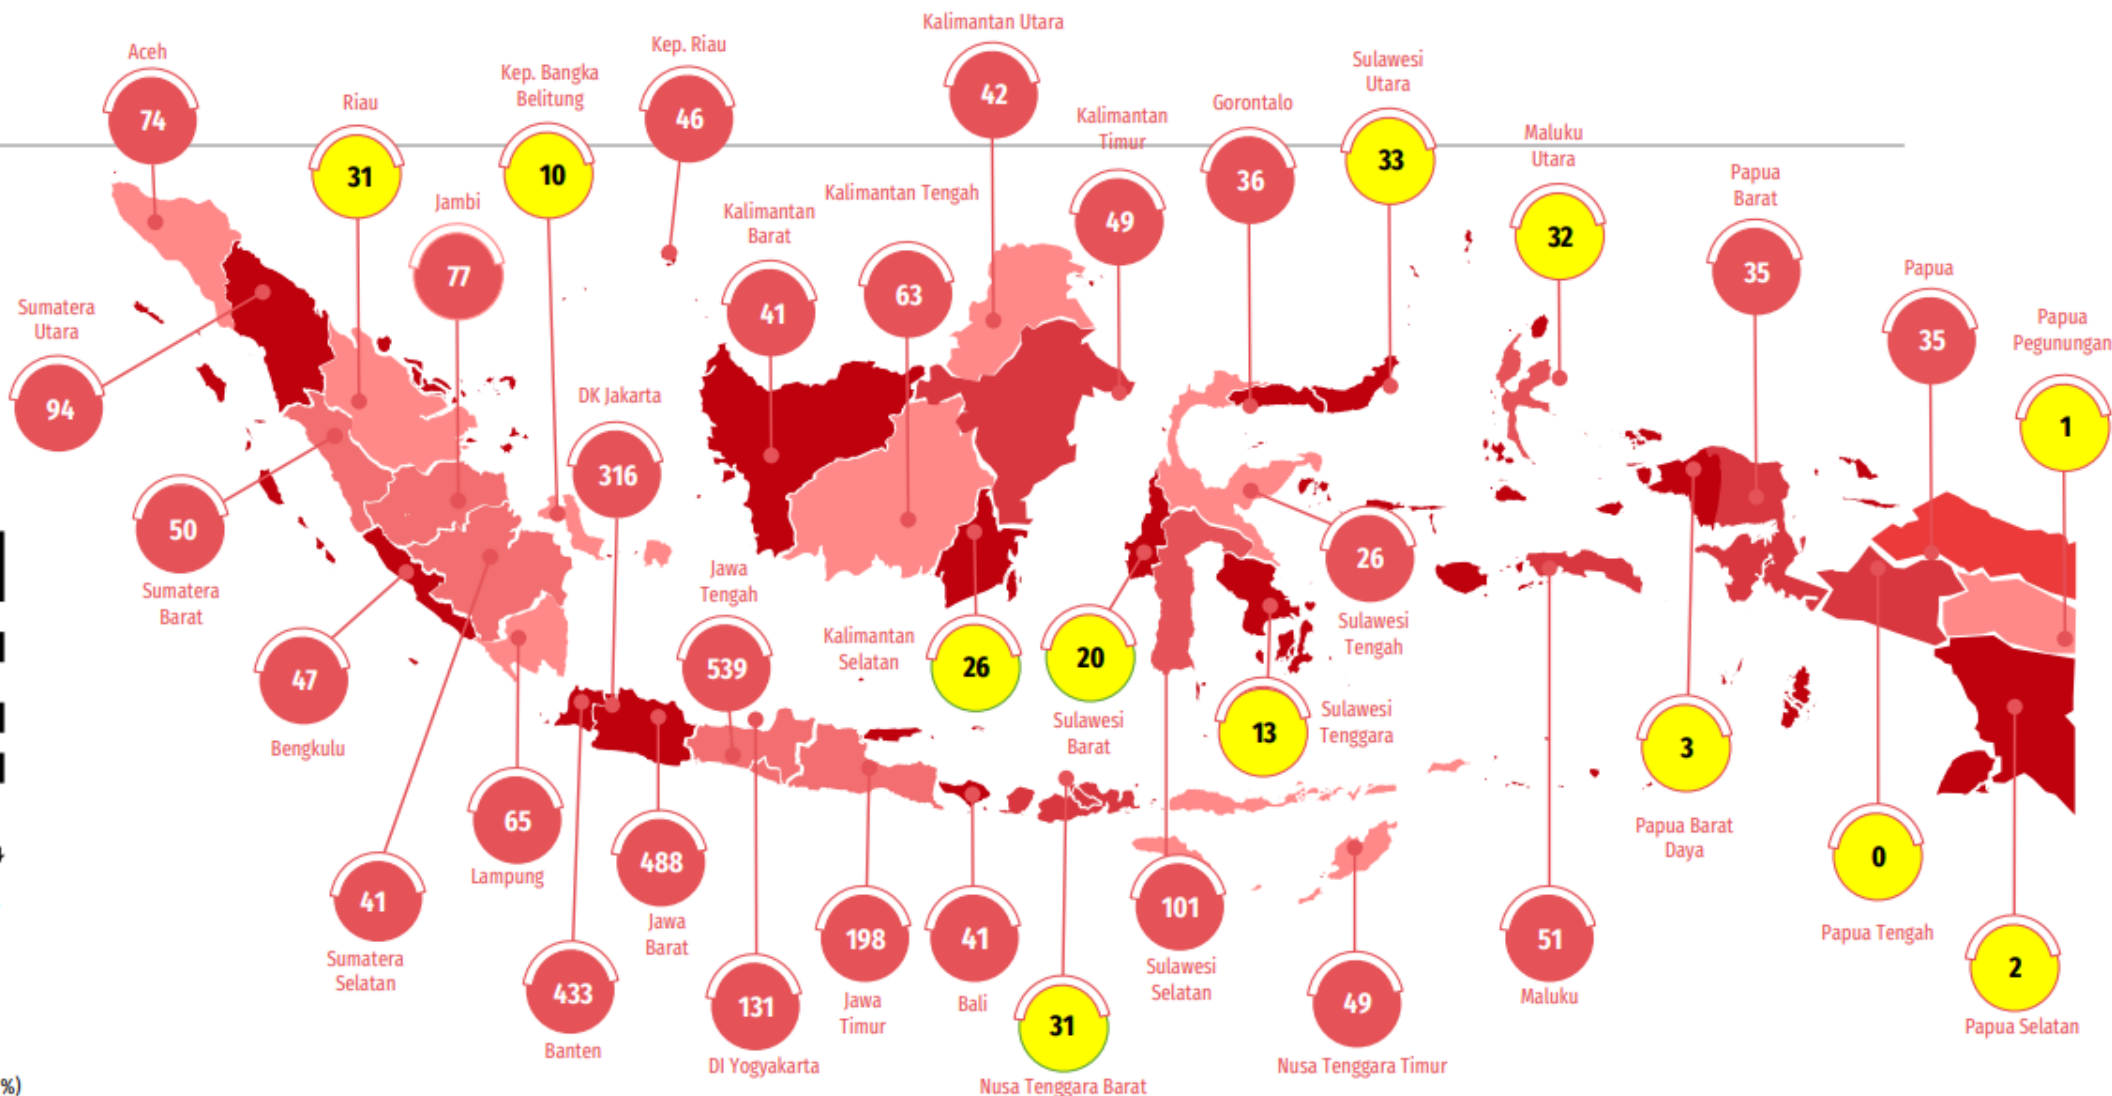 Kalimantan Utara
42
Aceh
74
Kep. Riau
46
Kep. Bangka
Belitung
10
Riau
31
Sulawesi
Utara
33
Gorontalo
36
Kalimantan
Timur
49
Maluku
Utara
32
Papua
Barat
35
Kalimantan Tengah
63
Jambi
77
Kalimantan
Barat
41
Papua
35
Papua
Pegunungan
1
Sumatera
Utara
94
DK Jakarta
316
50
Sumatera
Barat
26
Sulawesi
Tengah
Jawa
Tengah
539
Kalimantan
Selatan
26
20
Sulawesi
Barat
13
Sulawesi
Tenggara
47
Bengkulu
3
Papua Barat
Daya
65
Lampung
488
Jawa
Barat
41
Sumatera
Selatan
433
Banten
131
DI Yogyakarta
198
Jawa
Timur
41
Bali
31
Nusa Tenggara Barat
101
Sulawesi
Selatan
49
Nusa Tenggara Timur
51
Maluku
0
Papua Tengah
2
Papua Selatan
%)